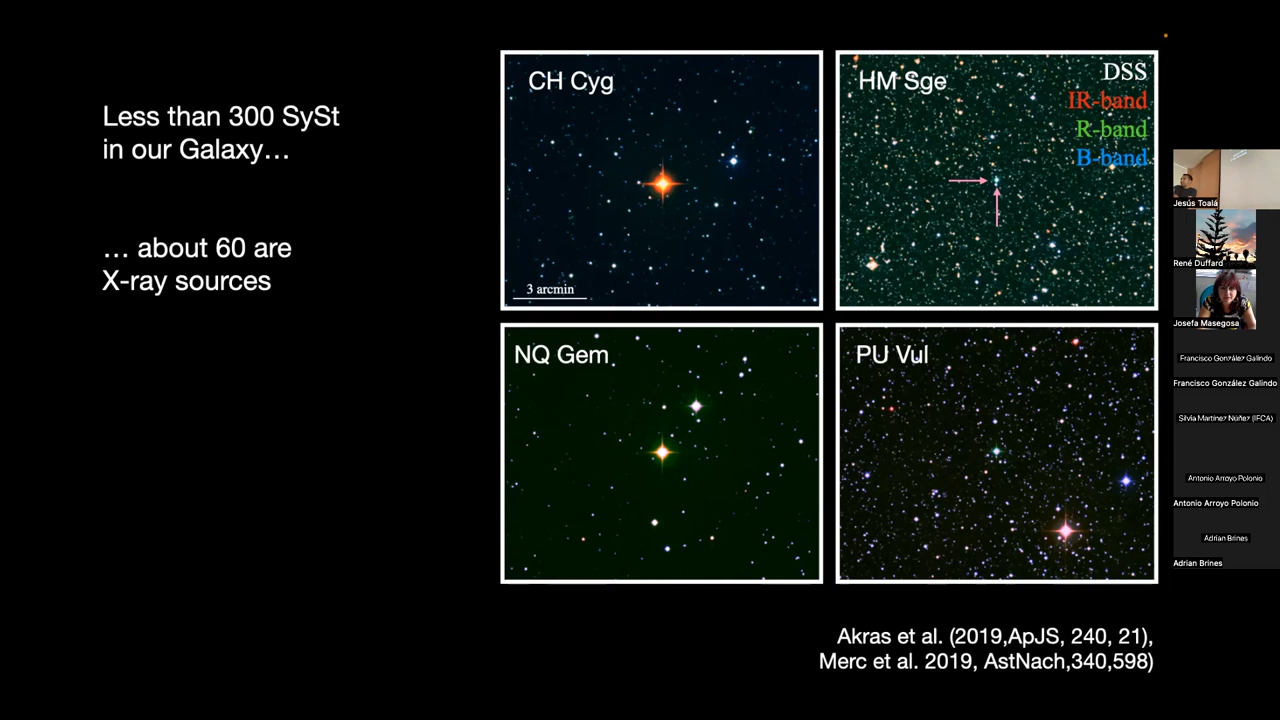 Less than 300 SySt
in our Galaxy...
... about 60 are
X-ray sources
CH Cyg
3 arcmin
HM Sge
DSS
IR-band
R-band
B-band
NQ Gem
PU Vul
Akras et al. (2019,ApJS, 240, 21),
Merc et al. 2019, AstNach,340,598)
Jesús Toalá
René Duffard
Josefa Masegosa
Francisco González Galindo
Francisco González Galindo
Silvia Martínez Núñez (IFCA)
Antonio Arroyo Polonio
Antonio Arroyo Polonio
Adrian Brines
Adrian Brines